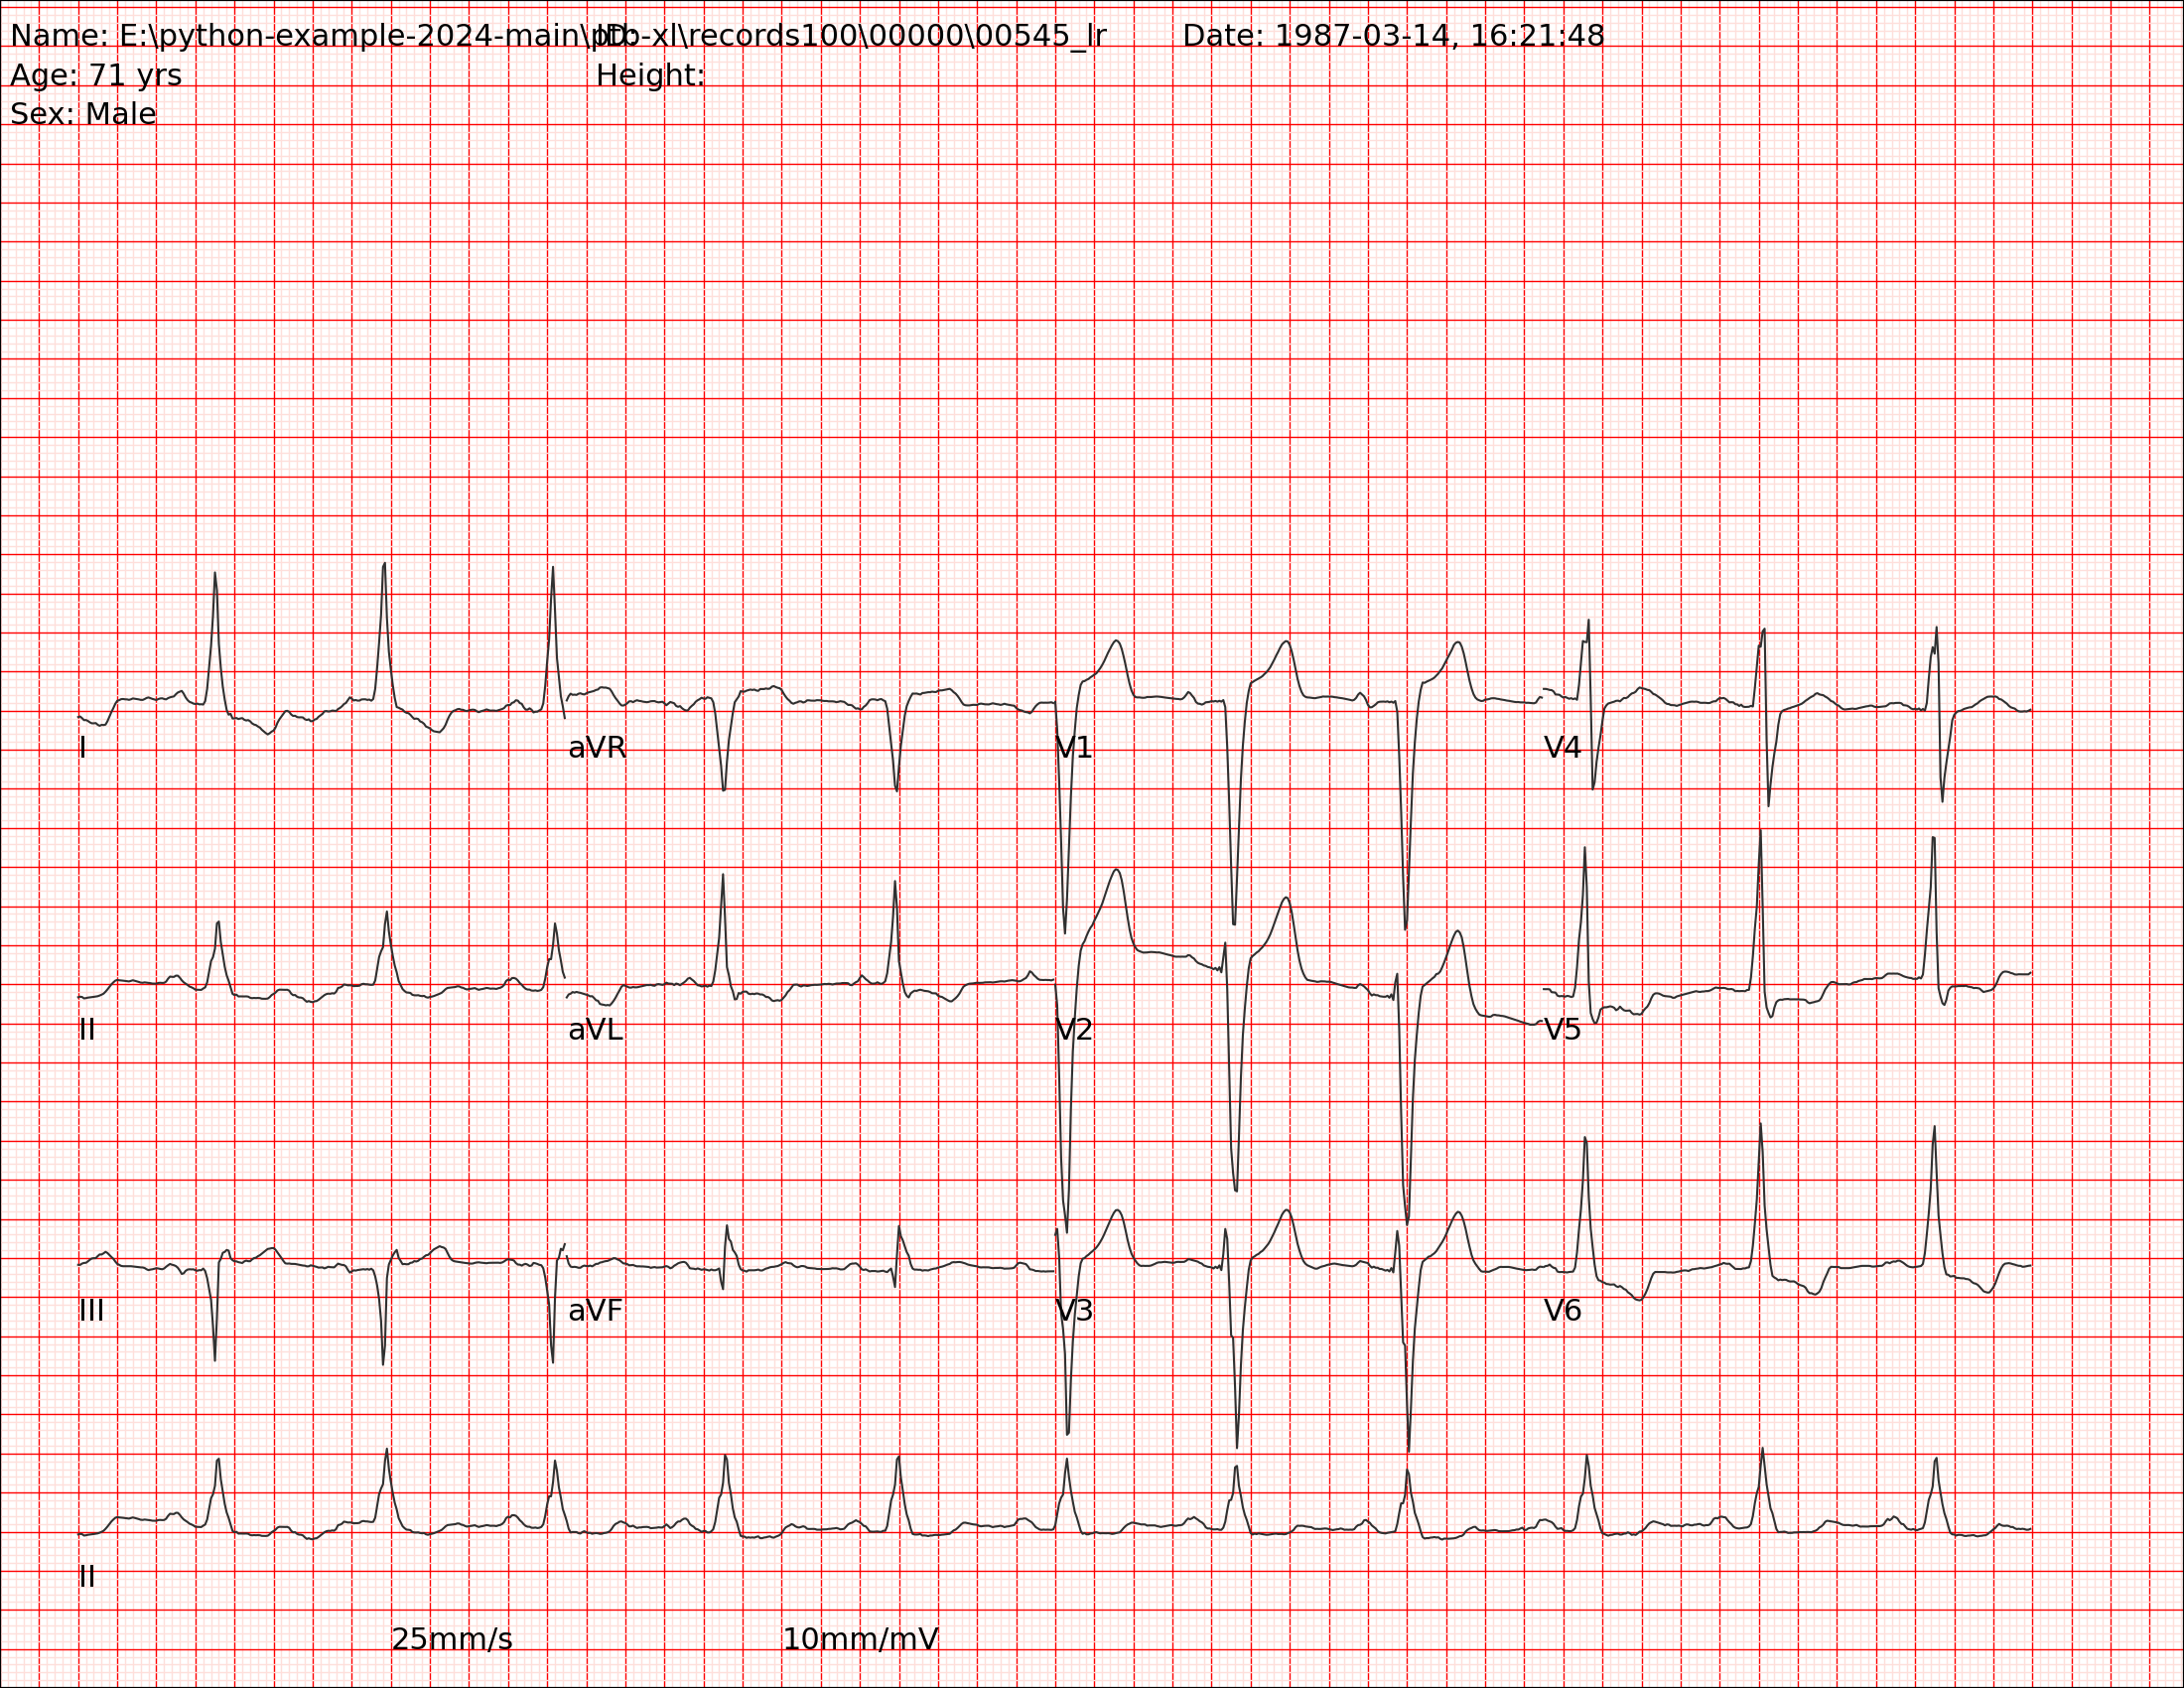 Name: E:\python-example-2024-main\ptb-xl\records100\00000\00545_lr ID: Date: 1987-03-14, 16:21:48
Age: 71 yrs Height:
Sex: Male
I aVR V1 V4
II aVL V2 V5
III aVF V3 V6
II
25mm/s 10mm/mV